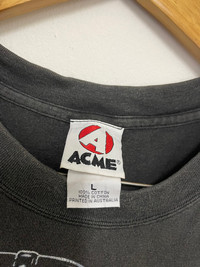 ACME®
L
100% COTTON
MADE IN CHINA
PRINTED IN AUSTRALIA